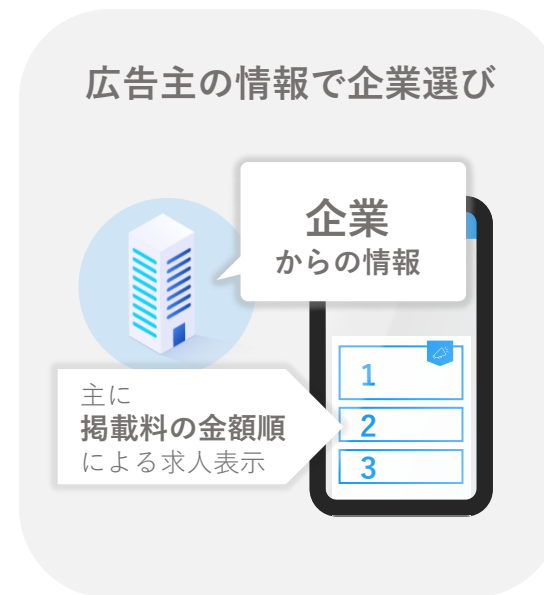 広告主の情報で企業選び
企業
からの情報
主に
掲載料の金額順
による求人表示
1
2
3